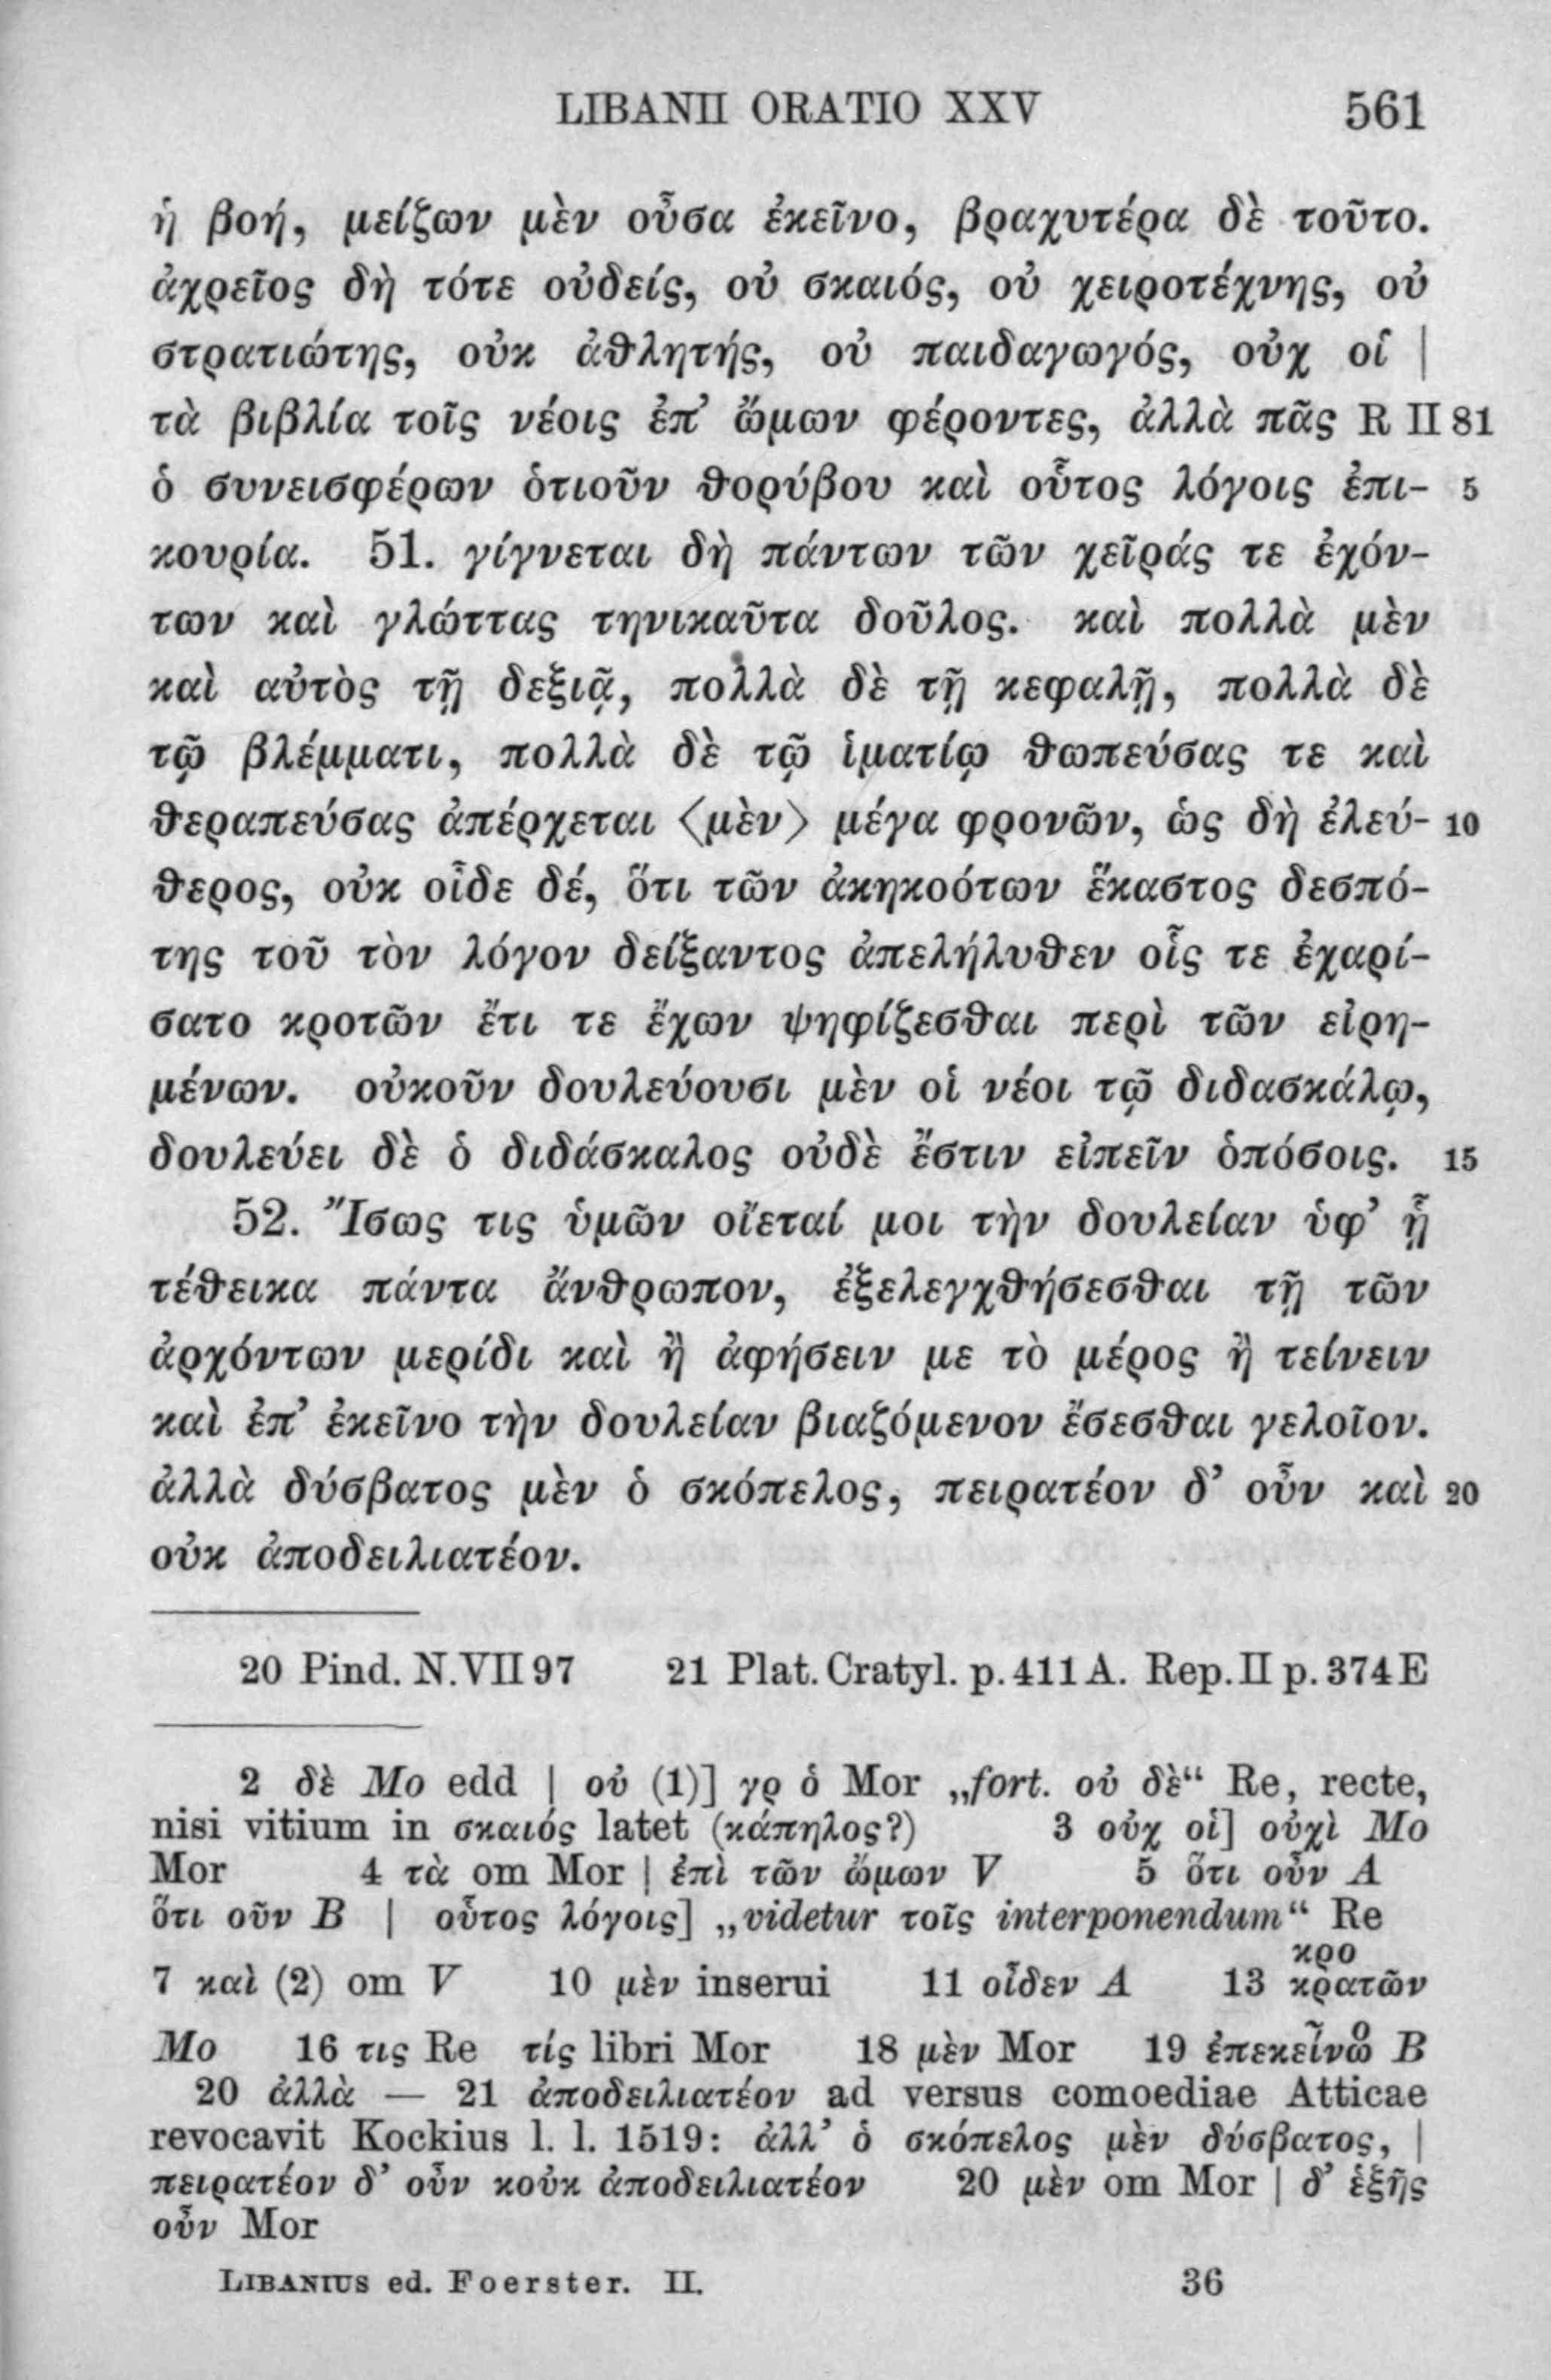 LIBANII ORATIO XXV 561
ἡ βοή, μείζων μὲν οὖσα ἐκεῖνο, βραχυτέρα δὲ τοῦτο.
ἀχρεῖος δὴ τότε οὐδείς, οὐ σκαιός, οὐ χειροτέχνης, οὐ
στρατιώτης, οὐκ ἀθλητής, οὐ παιδαγωγός, οὐχ οἱ |
τὰ βιβλία τοῖς νέοις ἐπ’ ὤμων φέροντες, ἀλλὰ πᾶς R II 81
ὁ συνεισφέρων ὁτιοῦν θορύβου καὶ οὗτος λόγοις ἐπι- 5
κουρία. 51. γίγνεται δὴ πάντων τῶν χεῖράς τε ἐχόν-
των καὶ γλώττας τηνικαῦτα δοῦλος. καὶ πολλὰ μὲν
καὶ αὐτὸς τῇ δεξιᾷ, πολλὰ δὲ τῇ κεφαλῇ, πολλὰ δὲ
τῷ βλέμματι, πολλὰ δὲ τῷ ἱματίῳ θωπεύσας τε καὶ
θεραπεύσας ἀπέρχεται ⟨μὲν⟩ μέγα φρονῶν, ὡς δὴ ἐλεύ- 10
θερος, οὐκ οἶδε δέ, ὅτι τῶν ἀκηκοότων ἕκαστος δεσπό-
της τοῦ τὸν λόγον δείξαντος ἀπελήλυθεν οἷς τε ἐχαρί-
σατο κροτῶν ἔτι τε ἔχων ψηφίζεσθαι περὶ τῶν εἰρη-
μένων. οὐκοῦν δουλεύουσι μὲν οἱ νέοι τῷ διδασκάλῳ,
δουλεύει δὲ ὁ διδάσκαλος οὐδὲ ἔστιν εἰπεῖν ὁπόσοις. 15
52. Ἴσως τις ὑμῶν οἴεταί μοι τὴν δουλείαν ὑφ’ ᾗ
τέθεικα πάντα ἄνθρωπον, ἐξελεγχθήσεσθαι τῇ τῶν
ἀρχόντων μερίδι καὶ ἢ ἀφήσειν με τὸ μέρος ἢ τείνειν
καὶ ἐπ’ ἐκεῖνο τὴν δουλείαν βιαζόμενον ἔσεσθαι γελοῖον.
ἀλλὰ δύσβατος μὲν ὁ σκόπελος, πειρατέον δ’ οὖν καὶ 20
οὐκ ἀποδειλιατέον.
20 Pind. N. VII 97 21 Plat. Cratyl. p. 411 A. Rep. II p. 374 E
2 δὲ Mo edd | οὐ (1)] γρ ὁ Mor „fort. οὐ δὲ“ Re, recte,
nisi vitium in σκαιός latet (κάπηλος?) 3 οὐχ οἱ] οὐχὶ Mo
Mor 4 τὰ om Mor | ἐπὶ τῶν ὤμων V 5 ὅτι οὖν A
ὅτι οῦν B | οὗτος λόγοις] „videtur τοῖς interponendum“ Re
κρο
7 καὶ (2) om V 10 μὲν inserui 11 οἶδεν A 13 κρατῶν
Mo 16 τις Re τίς libri Mor 18 μὲν Mor 19 ἐπεκεῖνῶο B
20 ἀλλὰ — 21 ἀποδειλιατέον ad versus comoediae Atticae
revocavit Kockius l. l. 1519: ἀλλ’ ὁ σκόπελος μὲν δύσβατος, |
πειρατέον δ’ οὖν κοὐκ ἀποδειλιατέον 20 μὲν om Mor | δ’ ἑξῆς
οὖν Mor
LIBANIUS ed. Foerster. II. 36